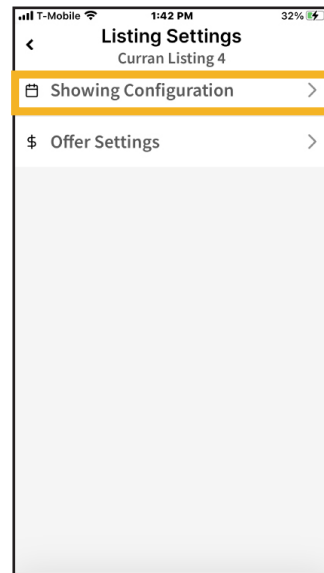 T-Mobile 1:42 PM 32%
Listing Settings
Curran Listing 4
Showing Configuration
$ Offer Settings